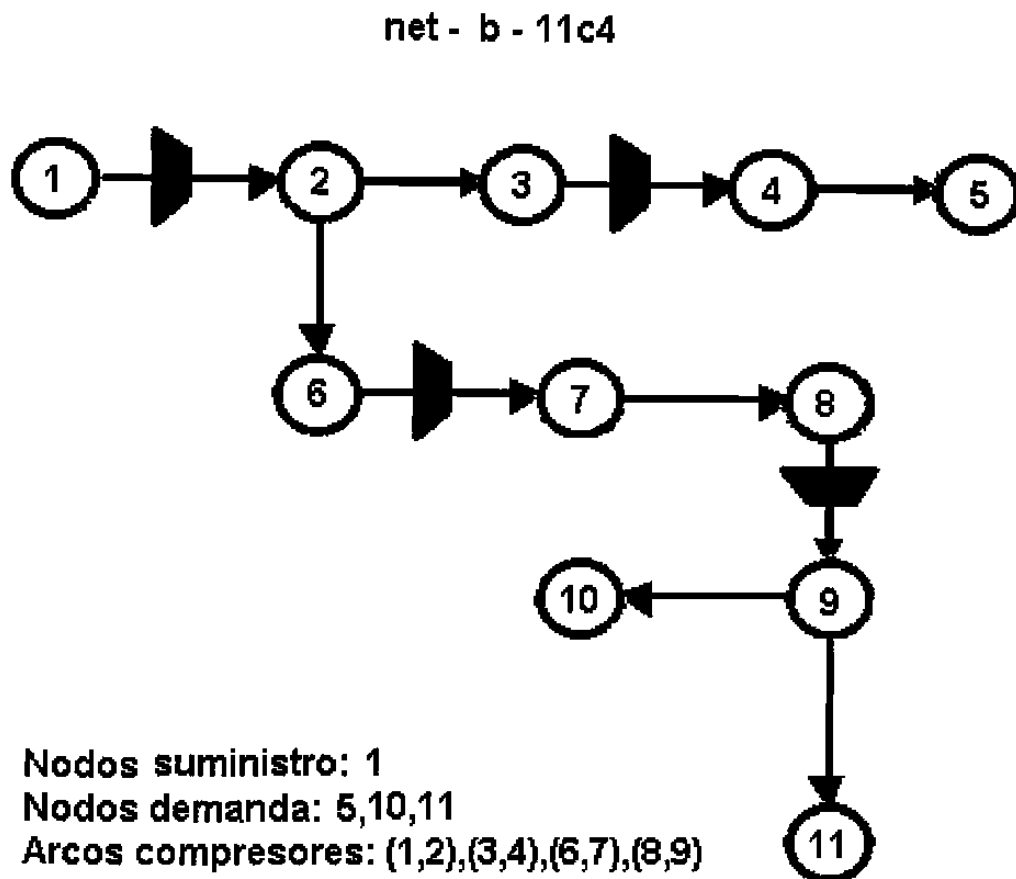 net - b - 11c4
1
2
3
4
5
6
7
8
10
9
11
Nodos suministro: 1
Nodos demanda: 5,10,11
Arcos compresores: (1,2),(3,4),(6,7),(8,9)